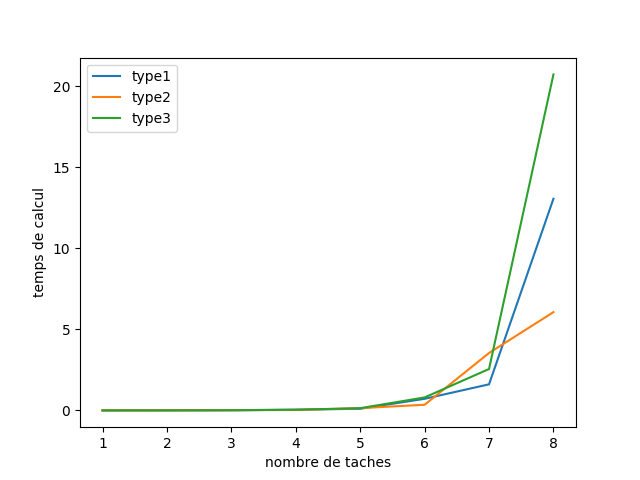 type1
type2
type3
20
15
10
5
0
temps de calcul
1 2 3 4 5 6 7 8
nombre de taches